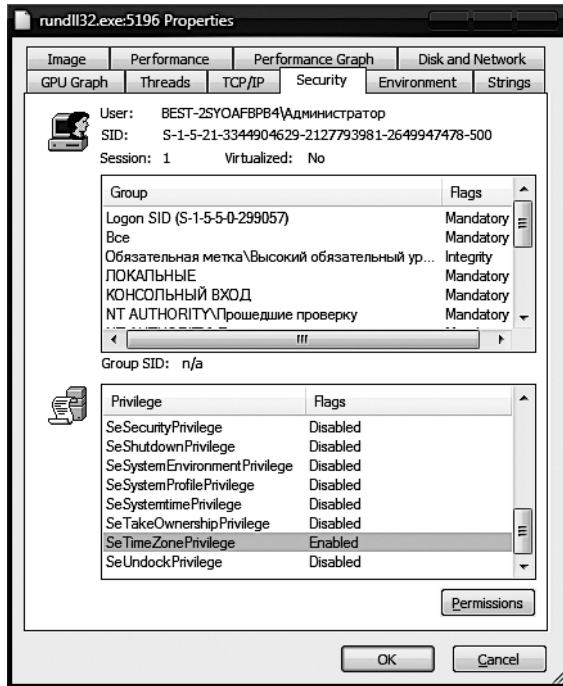 rundll32.exe:5196 Properties
Image Performance Performance Graph Disk and Network
GPU Graph Threads TCP/IP Security Environment Strings
User: BEST-2SYOAFBPB4\Администратор
SID: S-1-5-21-3344904629-2127793981-2649947478-500
Session: 1 Virtualized: No
Group Flags
Logon SID (S-1-5-5-0-299057) Mandatory
Все Mandatory
Обязательная метка\Высокий обязательный ур... Integrity
ЛОКАЛЬНЫЕ Mandatory
КОНСОЛЬНЫЙ ВХОД Mandatory
NT AUTHORITY\Прошедшие проверку Mandatory
Group SID: n/a
Privilege Flags
SeSecurityPrivilege Disabled
SeShutdownPrivilege Disabled
SeSystemEnvironmentPrivilege Disabled
SeSystemProfilePrivilege Disabled
SeSystemtimePrivilege Disabled
SeTakeOwnershipPrivilege Disabled
SeTimeZonePrivilege Enabled
SeUndockPrivilege Disabled
Permissions
OK Cancel